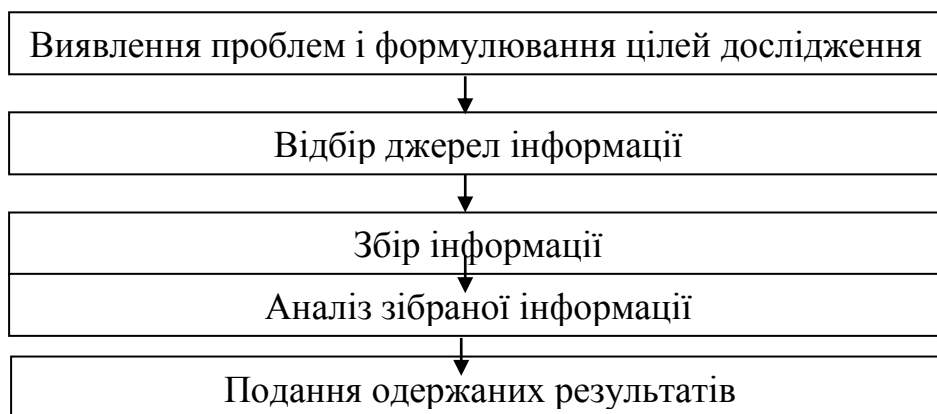 Виявлення проблем і формулювання цілей дослідження
Відбір джерел інформації
Збір інформації
Аналіз зібраної інформації
Подання одержаних результатів